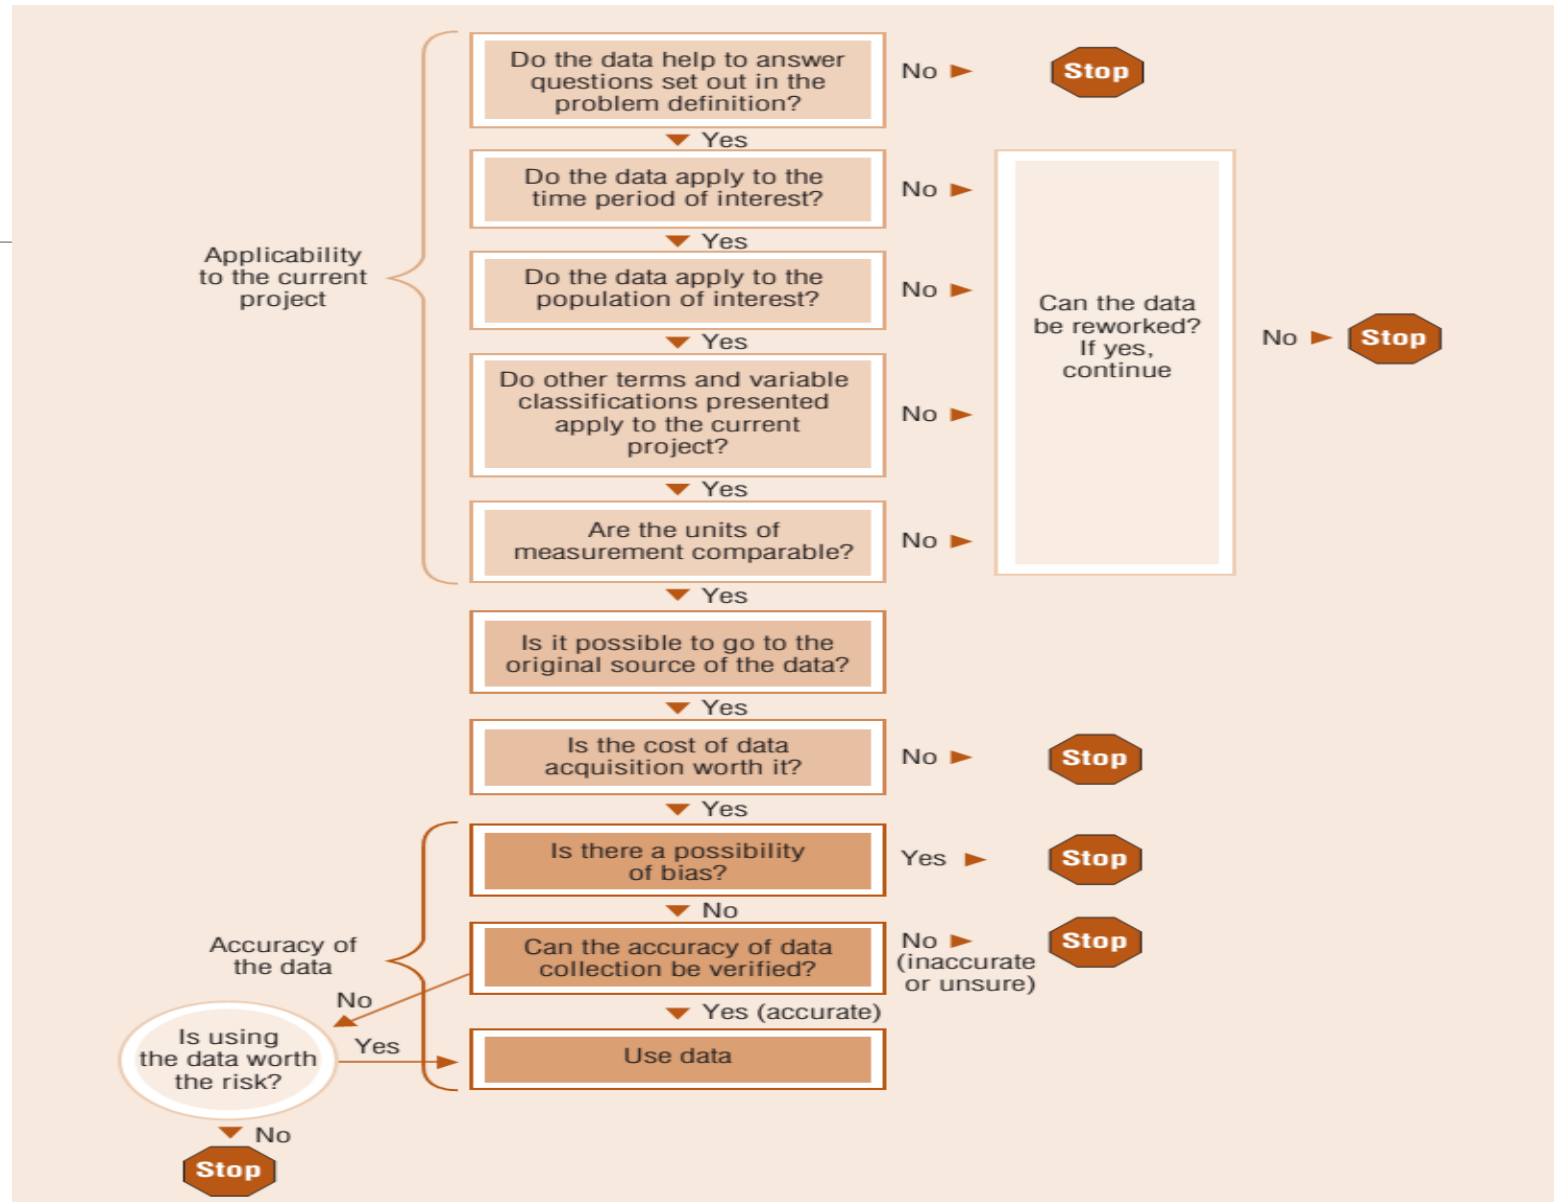 Do the data help to answer
questions set out in the
problem definition?
No
Stop
Yes
Do the data apply to the
time period of interest?
No
Yes
Applicability
to the current
project
Do the data apply to the
population of interest?
No
Can the data
be reworked?
If yes,
continue
No
Stop
Yes
Do other terms and variable
classifications presented
apply to the current
project?
No
Yes
Are the units of
measurement comparable?
No
Yes
Is it possible to go to the
original source of the data?
Yes
Is the cost of data
acquisition worth it?
No
Stop
Yes
Is there a possibility
of bias?
Yes
Stop
No
Accuracy of
the data
Can the accuracy of data
collection be verified?
No
(inaccurate
or unsure)
Stop
No
Yes (accurate)
Is using
the data worth
the risk?
Yes
Use data
No
Stop